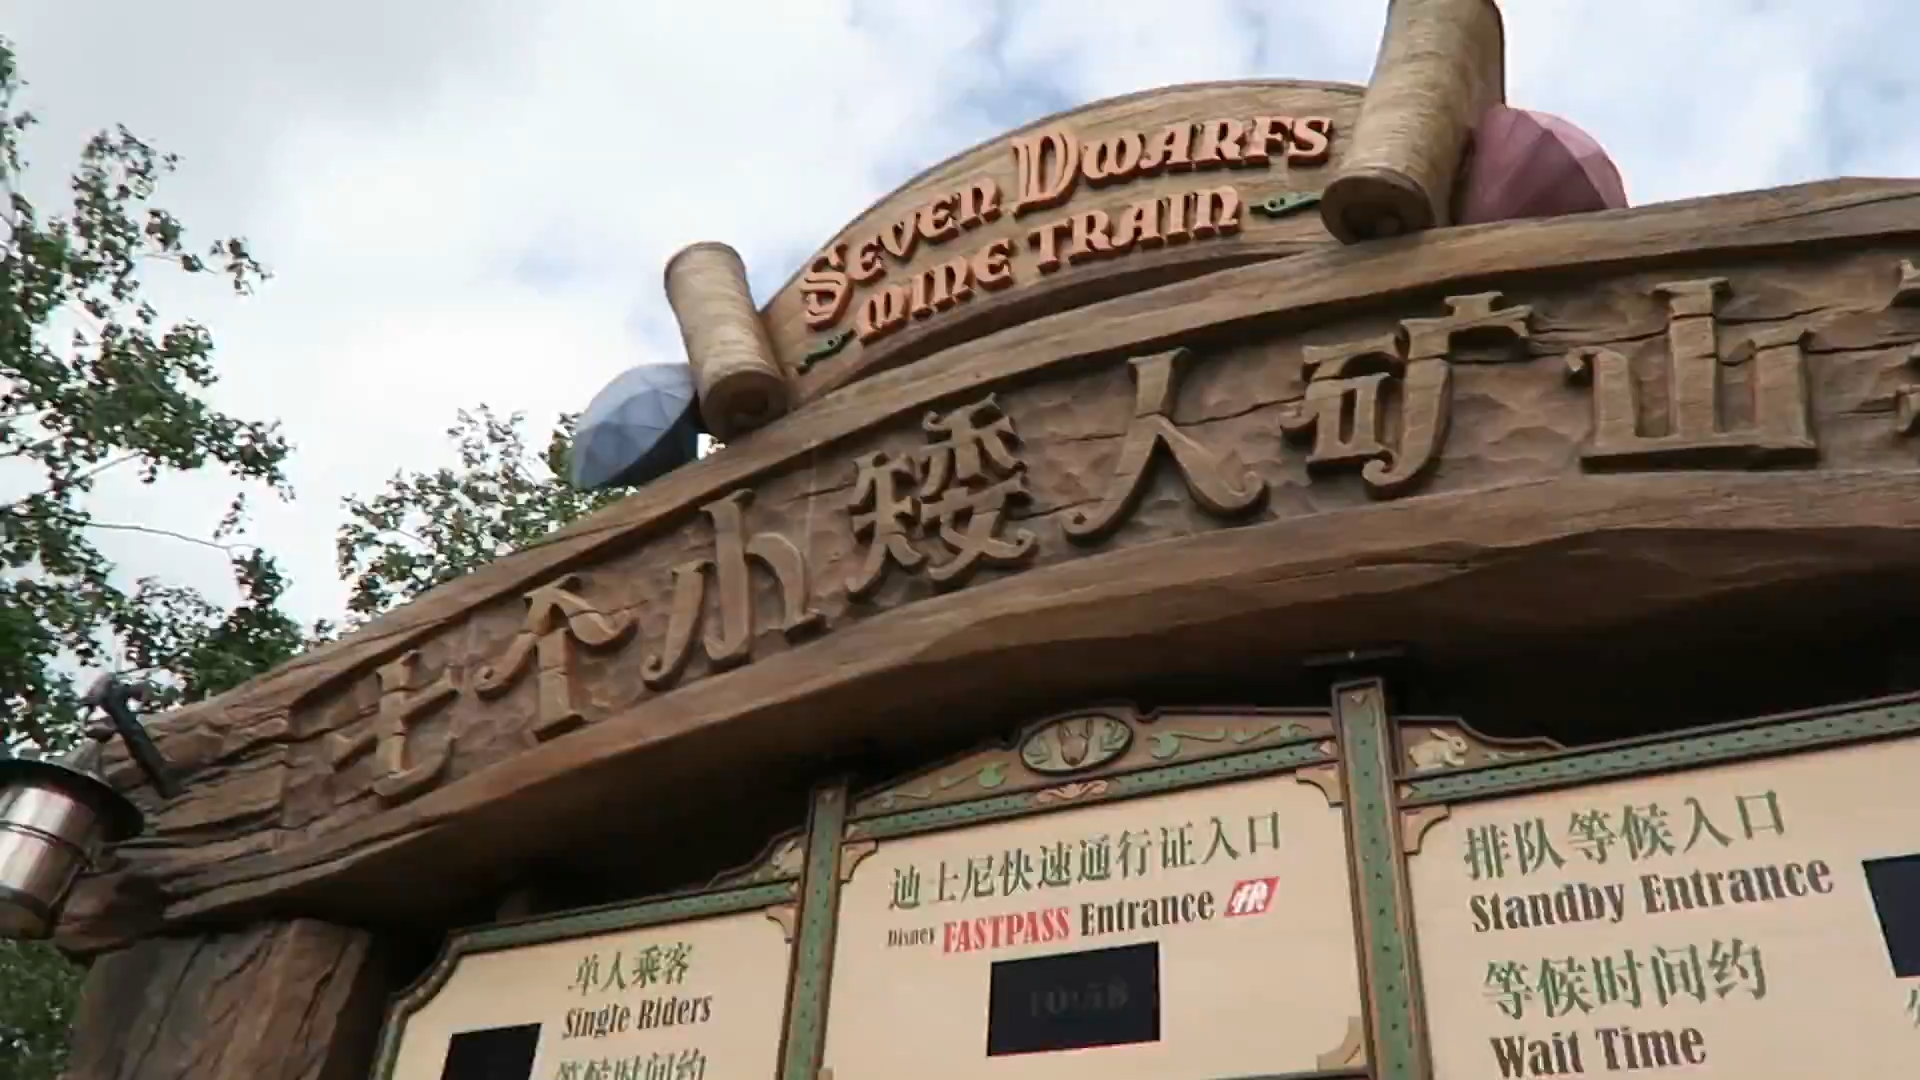 SEVEN DWARFS
MINE TRAIN
七个小矮人矿山
迪士尼快速通行证入口
Disney FASTPASS Entrance
排队等候入口
Standby Entrance
等候时间约
Wait Time
单人乘客
Single Riders
等候时间约